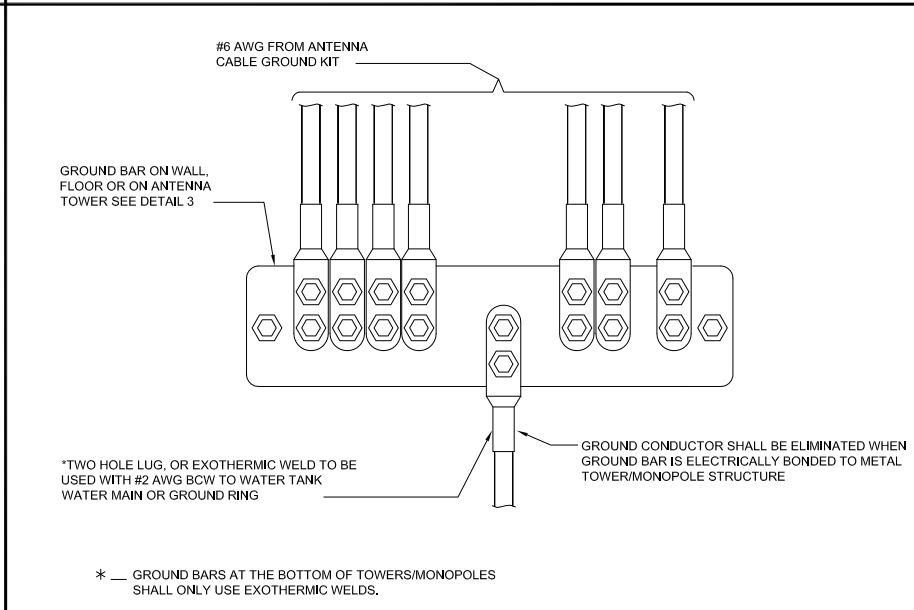 #6 AWG FROM ANTENNA
CABLE GROUND KIT
GROUND BAR ON WALL,
FLOOR OR ON ANTENNA
TOWER SEE DETAIL 3
*TWO HOLE LUG, OR EXOTHERMIC WELD TO BE
USED WITH #2 AWG BCW TO WATER TANK
WATER MAIN OR GROUND RING
GROUND CONDUCTOR SHALL BE ELIMINATED WHEN
GROUND BAR IS ELECTRICALLY BONDED TO METAL
TOWER/MONOPOLE STRUCTURE
* — GROUND BARS AT THE BOTTOM OF TOWERS/MONOPOLES
SHALL ONLY USE EXOTHERMIC WELDS.